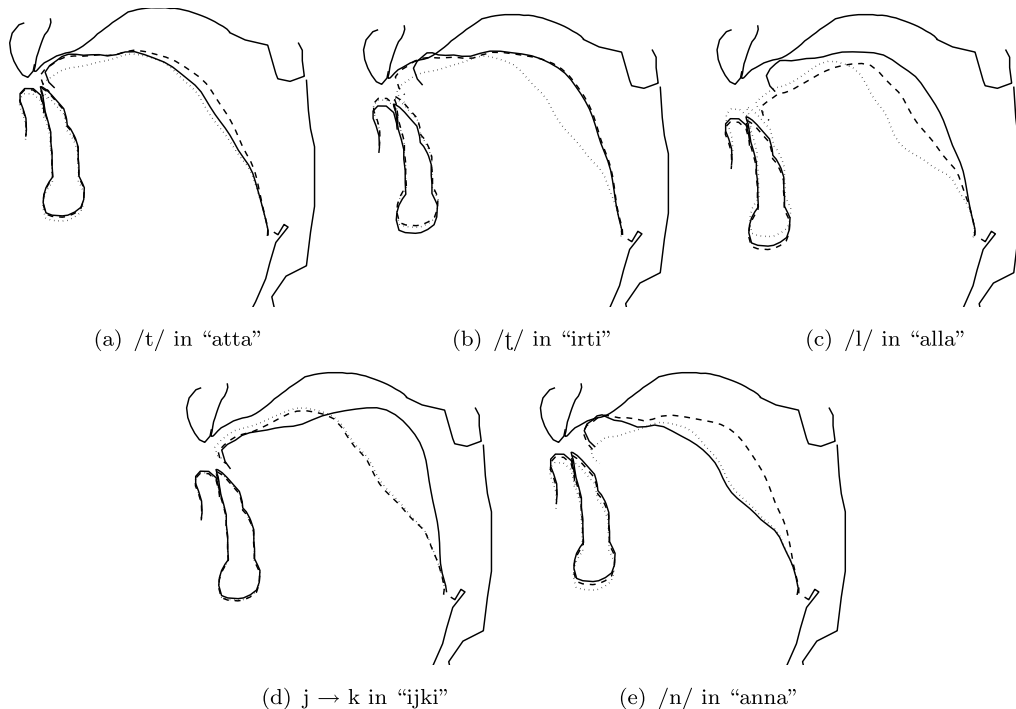 (a) /t/ in “atta”
(b) /ʈ/ in “irti”
(c) /l/ in “alla”
(d) j → k in “ijki”
(e) /n/ in “anna”